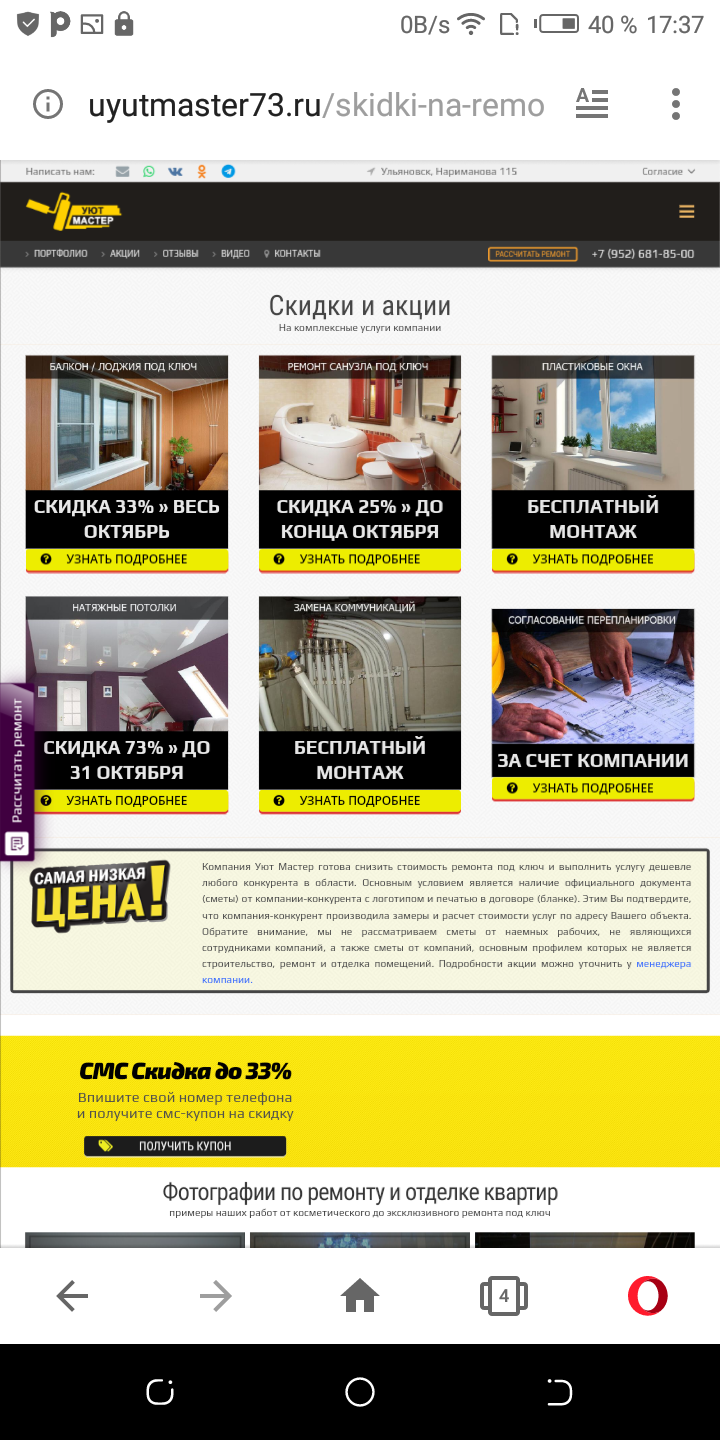 0B/s 40 % 17:37
uyutmaster73.ru/skidki-na-remo
Написать нам: Ульяновск, Нариманова 115 Согласие
УЮТ
МАСТЕР
ПОРТФОЛИО АКЦИИ ОТЗЫВЫ ВИДЕО КОНТАКТЫ РАССЧИТАТЬ РЕМОНТ +7 (952) 681-85-00
Скидки и акции
На комплексные услуги компании
БАЛКОН / ЛОДЖИЯ ПОД КЛЮЧ
СКИДКА 33% » ВЕСЬ
ОКТЯБРЬ
УЗНАТЬ ПОДРОБНЕЕ
РЕМОНТ САНУЗЛА ПОД КЛЮЧ
СКИДКА 25% » ДО
КОНЦА ОКТЯБРЯ
УЗНАТЬ ПОДРОБНЕЕ
ПЛАСТИКОВЫЕ ОКНА
БЕСПЛАТНЫЙ
МОНТАЖ
УЗНАТЬ ПОДРОБНЕЕ
НАТЯЖНЫЕ ПОТОЛКИ
СКИДКА 73% » ДО
31 ОКТЯБРЯ
УЗНАТЬ ПОДРОБНЕЕ
ЗАМЕНА КОММУНИКАЦИЙ
БЕСПЛАТНЫЙ
МОНТАЖ
УЗНАТЬ ПОДРОБНЕЕ
СОГЛАСОВАНИЕ ПЕРЕПЛАНИРОВКИ
ЗА СЧЕТ КОМПАНИИ
УЗНАТЬ ПОДРОБНЕЕ
Рассчитать ремонт
САМАЯ НИЗКАЯ
ЦЕНА!
Компания Уют Мастер готова снизить стоимость ремонта под ключ и выполнить услугу дешевле
любого конкурента в области. Основным условием является наличие официального документа
(сметы) от компании-конкурента с логотипом и печатью в договоре (бланке). Этим Вы подтвердите,
что компания-конкурент производила замеры и расчет стоимости услуг по адресу Вашего объекта.
Обратите внимание, мы не рассматриваем сметы от наемных рабочих, не являющихся
сотрудниками компаний, а также сметы от компаний, основным профилем которых не является
строительство, ремонт и отделка помещений. Подробности акции можно уточнить у менеджера
компании.
СМС Скидка до 33%
Впишите свой номер телефона
и получите смс-купон на скидку
ПОЛУЧИТЬ КУПОН
Фотографии по ремонту и отделке квартир
примеры наших работ от косметического до эксклюзивного ремонта под ключ
4